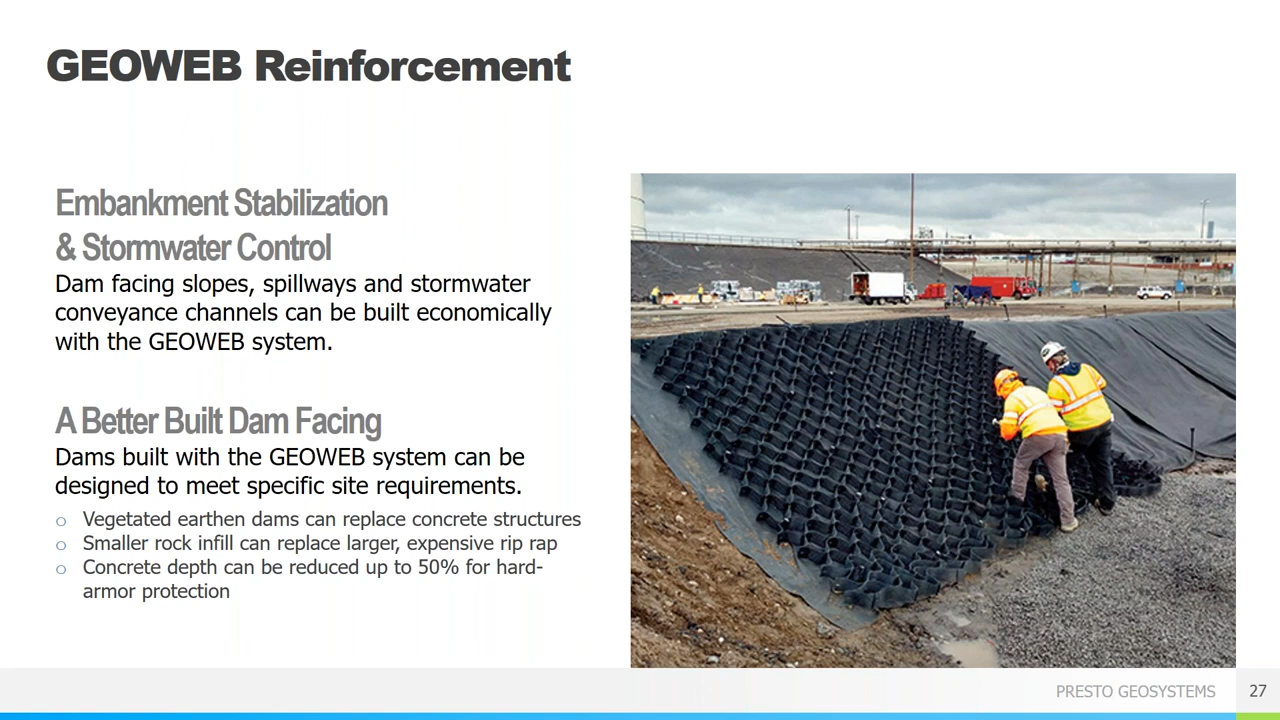 GEOWEB Reinforcement
Embankment Stabilization
& Stormwater Control
Dam facing slopes, spillways and stormwater
conveyance channels can be built economically
with the GEOWEB system.
A Better Built Dam Facing
Dams built with the GEOWEB system can be
designed to meet specific site requirements.
o Vegetated earthen dams can replace concrete structures
o Smaller rock infill can replace larger, expensive rip rap
o Concrete depth can be reduced up to 50% for hard-
armor protection
PRESTO GEOSYSTEMS
27